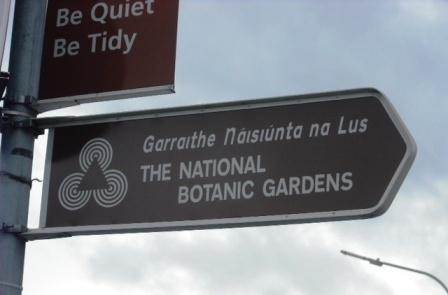 Be Quiet
Be Tidy
Garraithe Náisiúnta na Lus
THE NATIONAL
BOTANIC GARDENS